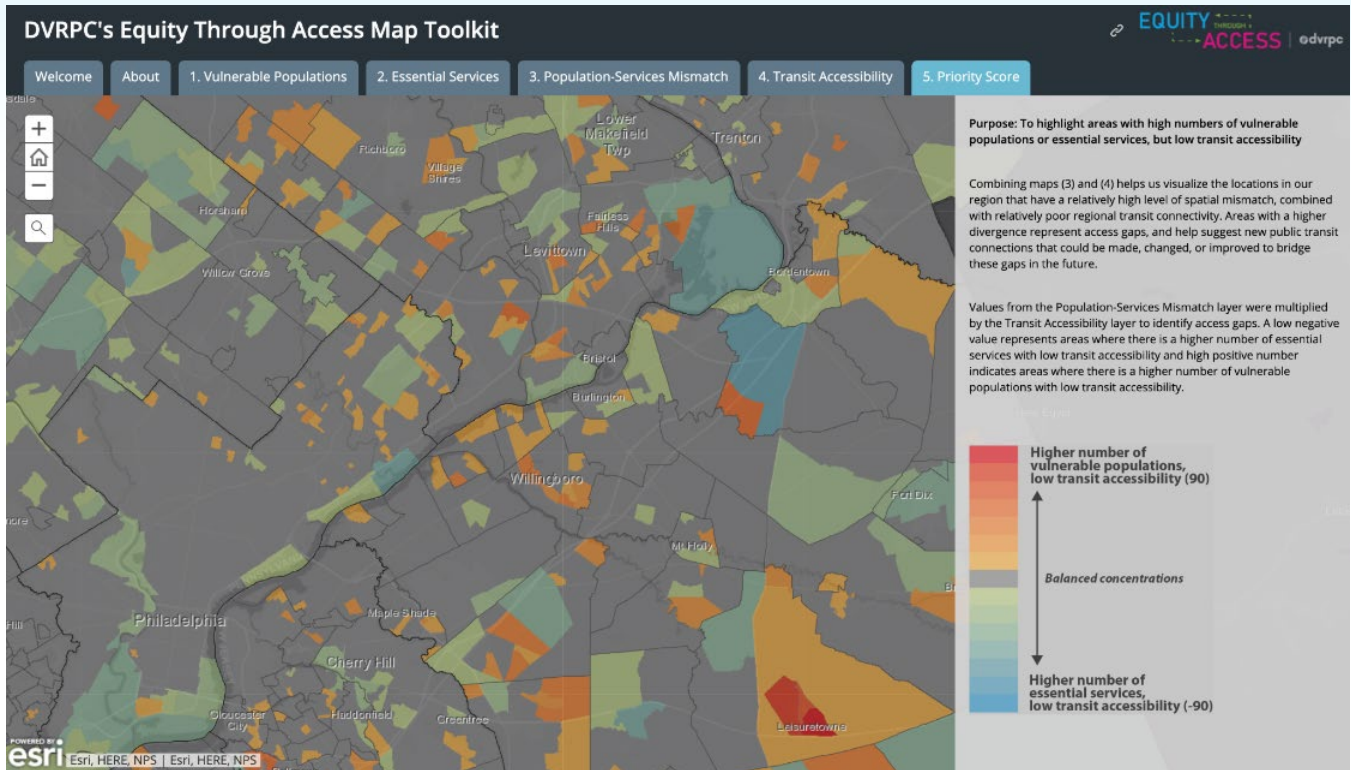 DVRPC's Equity Through Access Map Toolkit
EQUITY THROUGH
ACCESS | dvrpc
Welcome
About
1. Vulnerable Populations
2. Essential Services
3. Population-Services Mismatch
4. Transit Accessibility
5. Priority Score
Lower
Makefield
Twp
Trenton
Richboro
Village
Shires
Horsham
Fairless
Hills
Levittown
Willow Grove
Bordentown
Bristol
Burlington
Willingboro
Fort Dix
Mt Holly
Philadelphia
Maple Shade
Cherry Hill
Gloucester
City
Haddonfield
Greentree
Leisuretowne
POWERED BY
esri
Esri, HERE, NPS | Esri, HERE, NPS
Purpose: To highlight areas with high numbers of vulnerable
populations or essential services, but low transit accessibility
Combining maps (3) and (4) helps us visualize the locations in our
region that have a relatively high level of spatial mismatch, combined
with relatively poor regional transit connectivity. Areas with a higher
divergence represent access gaps, and help suggest new public transit
connections that could be made, changed, or improved to bridge
these gaps in the future.
Values from the Population-Services Mismatch layer were multiplied
by the Transit Accessibility layer to identify access gaps. A low negative
value represents areas where there is a higher number of essential
services with low transit accessibility and high positive number
indicates areas where there is a higher number of vulnerable
populations with low transit accessibility.
Higher number of
vulnerable populations,
low transit accessibility (90)
Balanced concentrations
Higher number of
essential services,
low transit accessibility (-90)